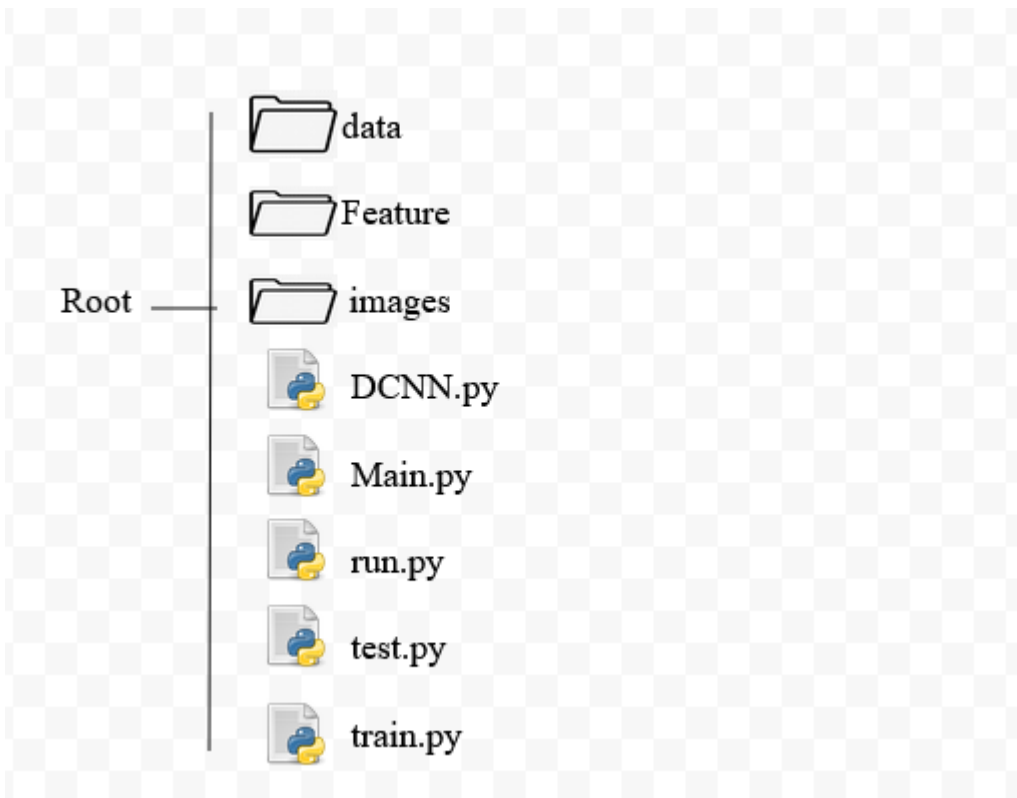 data
Feature
Root
images
DCNN.py
Main.py
run.py
test.py
train.py